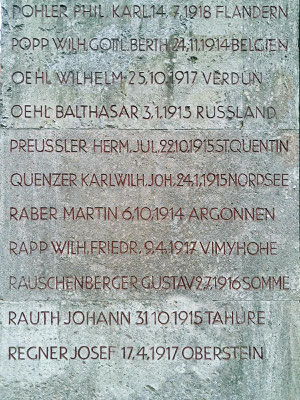 POHLER PHIL. KARL 14.7.1918 FLANDERN
POPP WILH. GOTTL. BERTH 24.11.1914 BELGIEN
OEHL WILHELM 25.10.1917 VERDUN
OEHL BALTHASAR 3.1.1915 RUSSLAND
PREUSSLER HERM. JUL. 22.10.1915 ST. QUENTIN
QUENZER KARL WILH. JOH. 24.1.1915 NORDSEE
RABER MARTIN 6.10.1914 ARGONNEN
RAPP WILH. FRIEDR. 9.4.1917 VIMYHÖHE
RAUSCHENBERGER GUSTAV 2.7.1916 SOMME
RAUTH JOHANN 31.10.1915 TAHURE
REGNER JOSEF 17.4.1917 OBERSTEIN